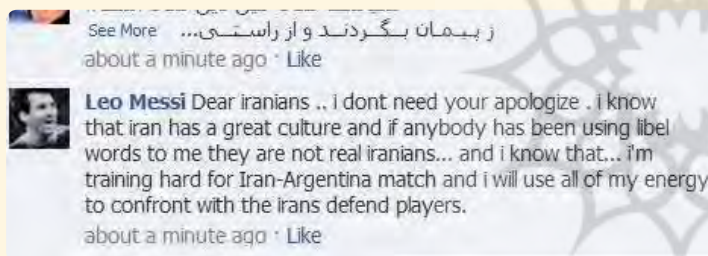 ز پیمان بگردند و از راستی... See More
about a minute ago · Like
Leo Messi Dear iranians .. i dont need your apologize . i know
that iran has a great culture and if anybody has been using libel
words to me they are not real iranians... and i know that... i'm
training hard for Iran-Argentina match and i will use all of my energy
to confront with the irans defend players.
about a minute ago · Like